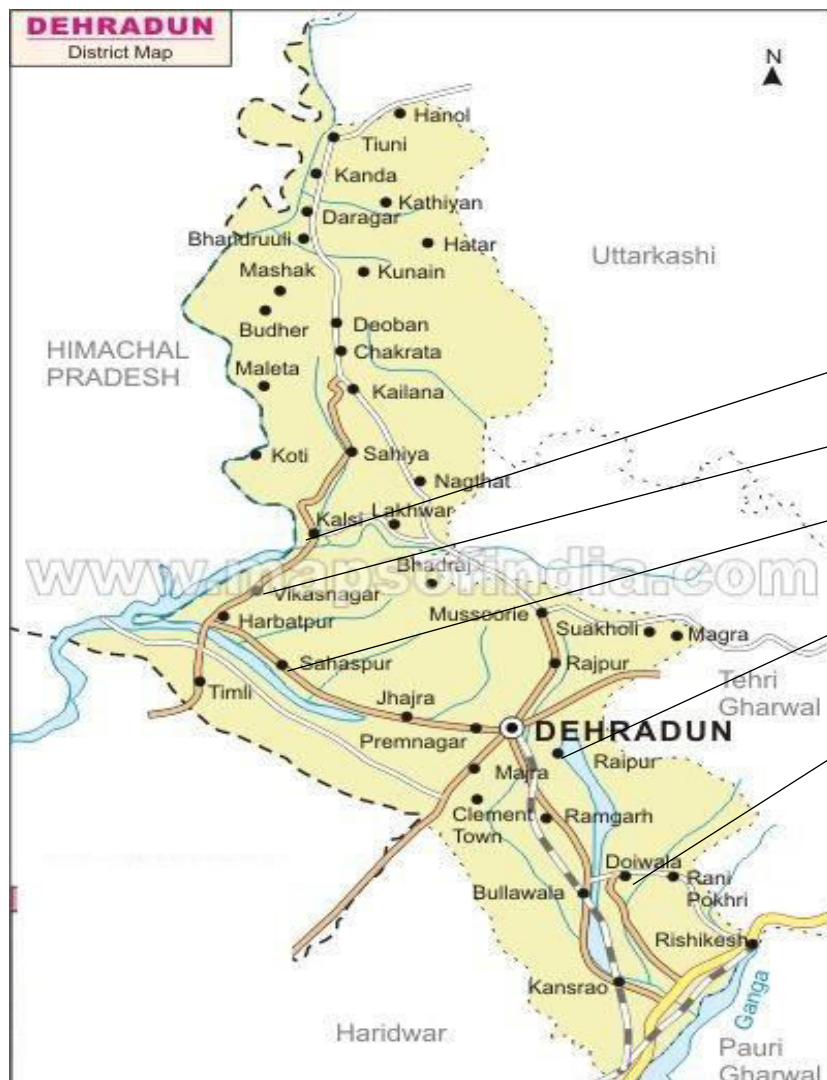 DEHRADUN
District Map
N
Hanol
Tiuni
Kanda
Kathiyan
Daragar
Bhandruuli
Hatar
Uttarkashi
Mashak
Kunain
Budher
Deoban
HIMACHAL
PRADESH
Chakrata
Maleta
Kailana
Koti
Sahiya
Nagthat
Kalsi
Lakhwar
www.mapsofindia.com
Bhadraj
Vikasnagar
Harbatpur
Mussoorie
Suakholi
Magra
Sahaspur
Rajpur
Timli
Tehri
Gharwal
Jhajra
Premnagar
DEHRADUN
Majra
Raipur
Clement
Town
Ramgarh
Doiwala
Bullawala
Rani
Pokhri
Rishikesh
Kansrao
Ganga
Haridwar
Pauri
Gharwal